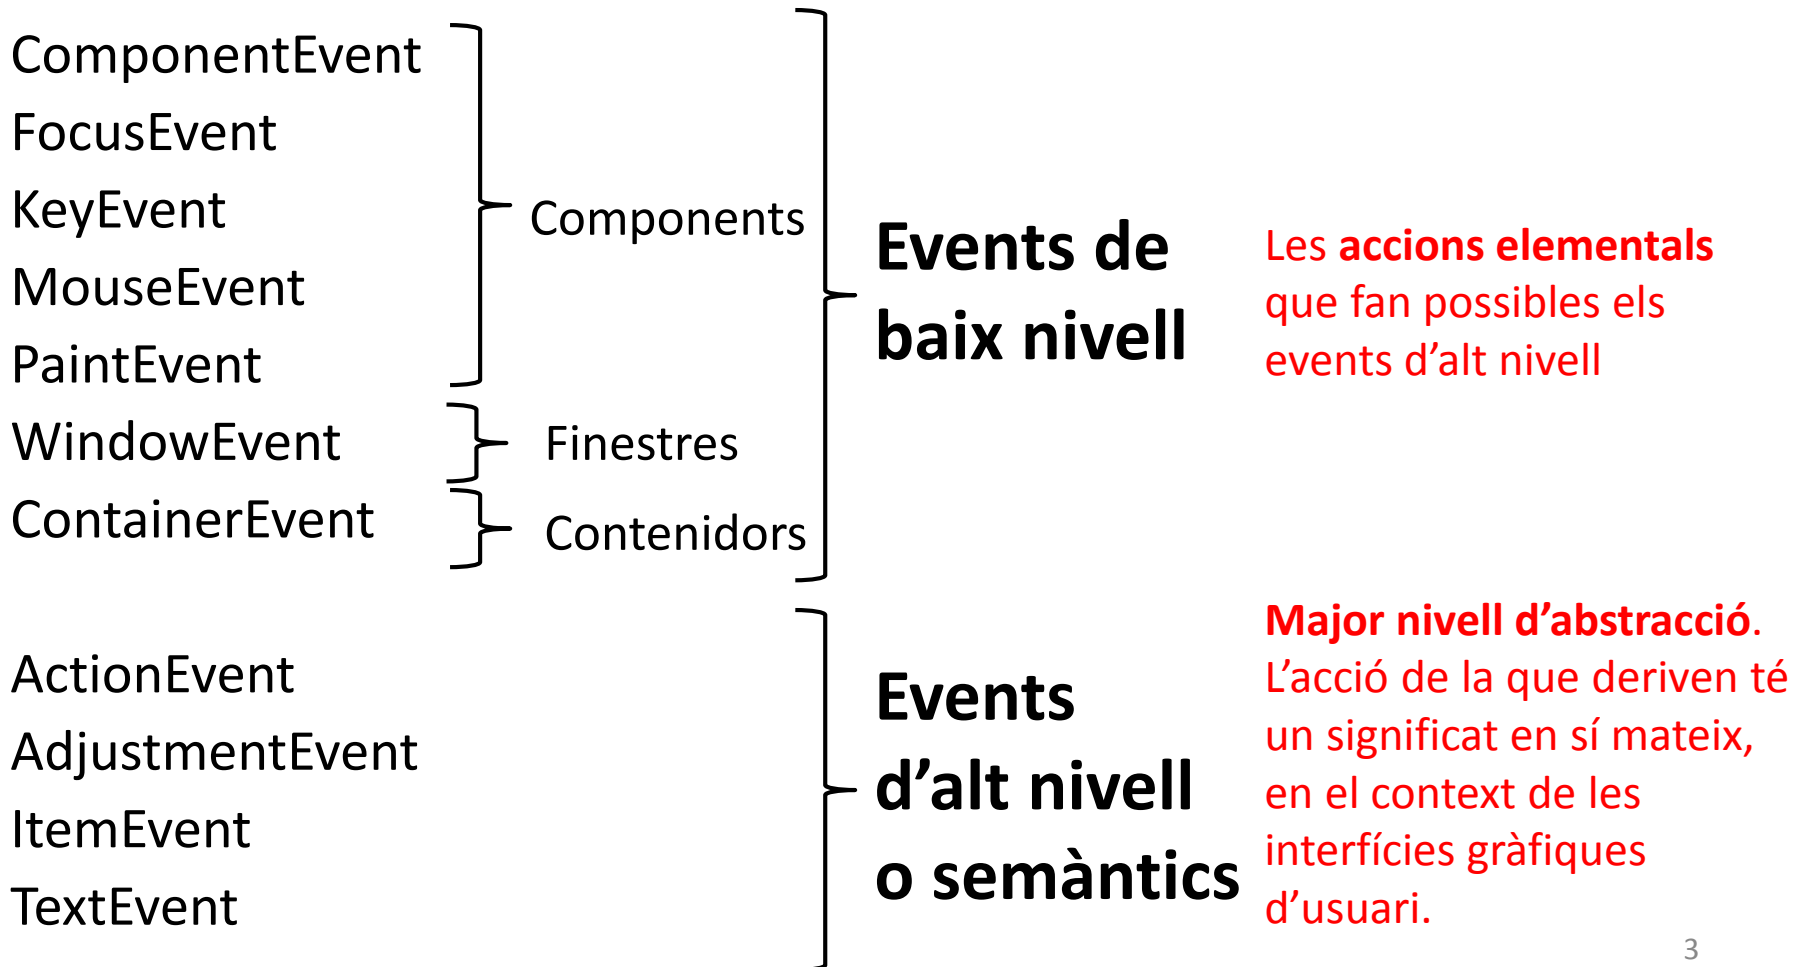 ComponentEvent
FocusEvent
KeyEvent
MouseEvent
PaintEvent
WindowEvent
ContainerEvent
Components
Finestres
Contenidors
Events de
baix nivell
Les accions elementals
que fan possibles els
events d’alt nivell
ActionEvent
AdjustmentEvent
ItemEvent
TextEvent
Events
d’alt nivell
o semàntics
Major nivell d’abstracció.
L’acció de la que deriven té
un significat en sí mateix,
en el context de les
interfícies gràfiques
d’usuari.
3